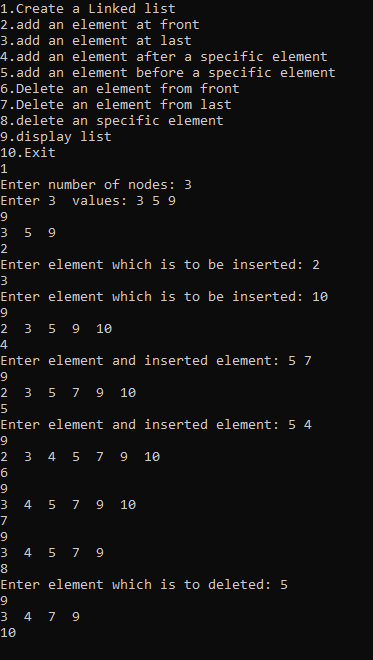 1.Create a Linked list
2.add an element at front
3.add an element at last
4.add an element after a specific element
5.add an element before a specific element
6.Delete an element from front
7.Delete an element from last
8.delete an specific element
9.display list
10.Exit
1
Enter number of nodes: 3
Enter 3  values: 3 5 9
9
3  5  9
2
Enter element which is to be inserted: 2
3
Enter element which is to be inserted: 10
9
2  3  5  9  10
4
Enter element and inserted element: 5 7
9
2  3  5  7  9  10
5
Enter element and inserted element: 5 4
9
2  3  4  5  7  9  10
6
9
3  4  5  7  9  10
7
9
3  4  5  7  9
8
Enter element which is to deleted: 5
9
3  4  7  9
10